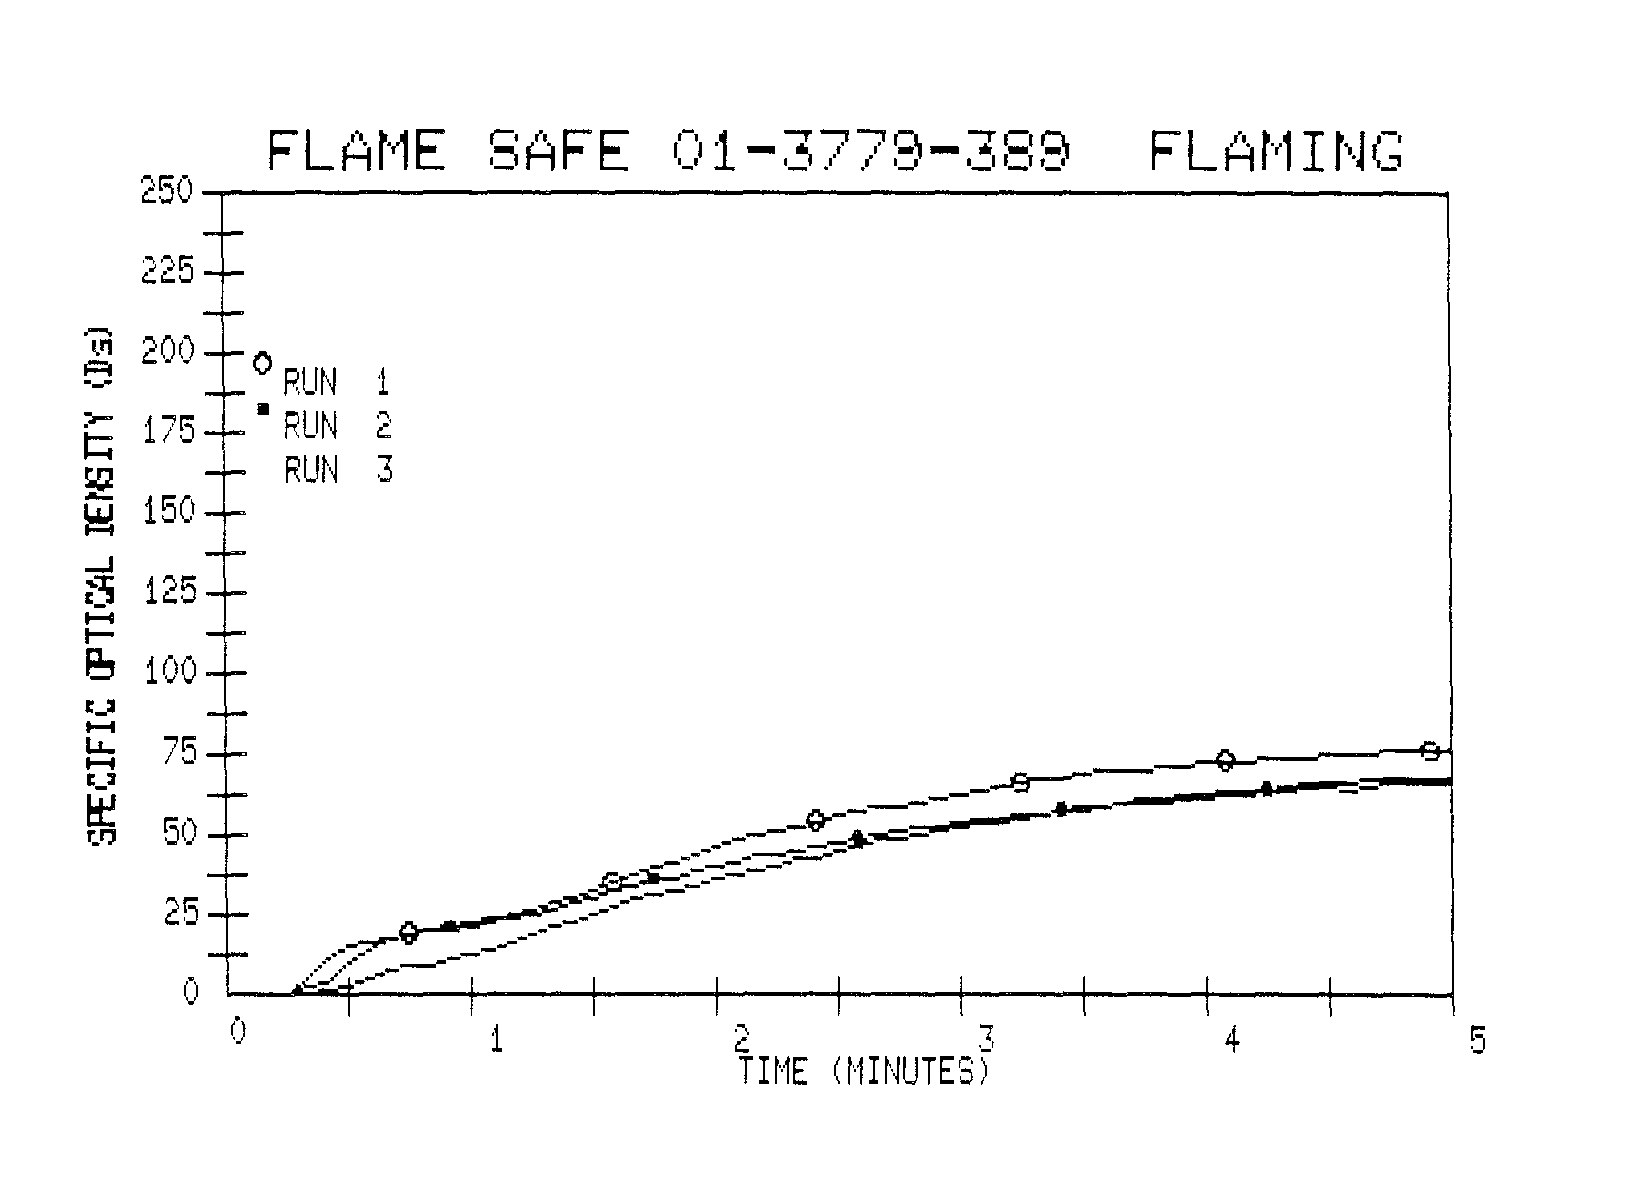 FLAME SAFE 01-3779-389 FLAMING
250
225
200
175
150
125
100
75
50
25
0
SPECIFIC OPTICAL DENSITY (Ds)
RUN 1
RUN 2
RUN 3
0 1 2 3 4 5
TIME (MINUTES)